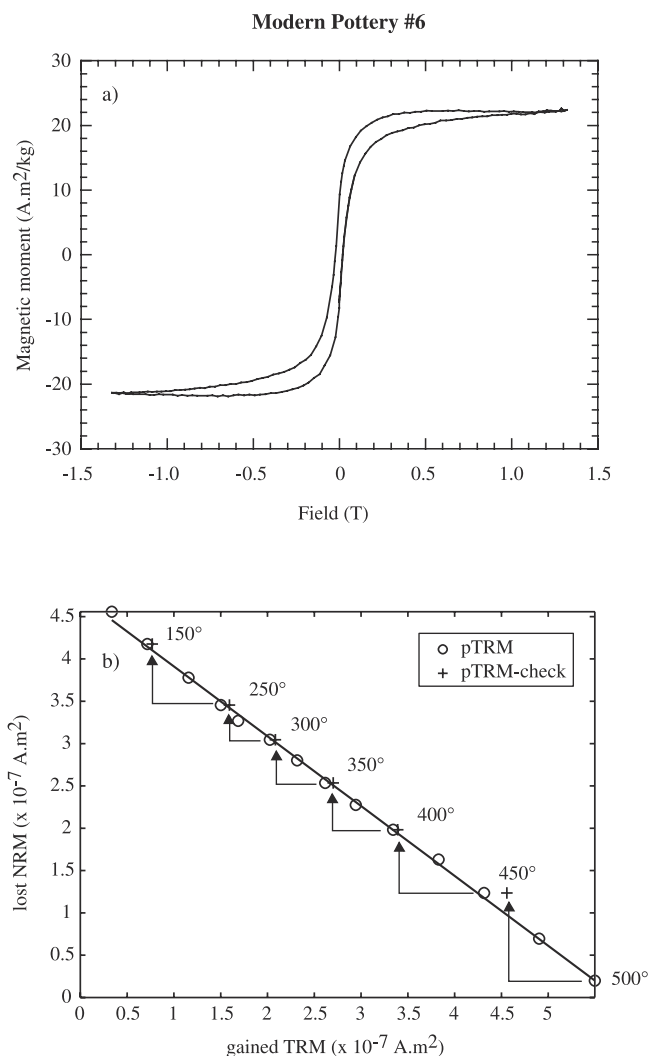 Modern Pottery #6
a)
Magnetic moment (A.m2/kg)
30
20
10
0
-10
-20
-30
-1.5 -1.0 -0.5 0 0.5 1.0 1.5
Field (T)
b)
lost NRM (x 10-7 A.m2)
4.5
4
3.5
3
2.5
2
1.5
1
0.5
0
pTRM
pTRM-check
150°
250°
300°
350°
400°
450°
500°
0 0.5 1 1.5 2 2.5 3 3.5 4 4.5 5
gained TRM (x 10-7 A.m2)